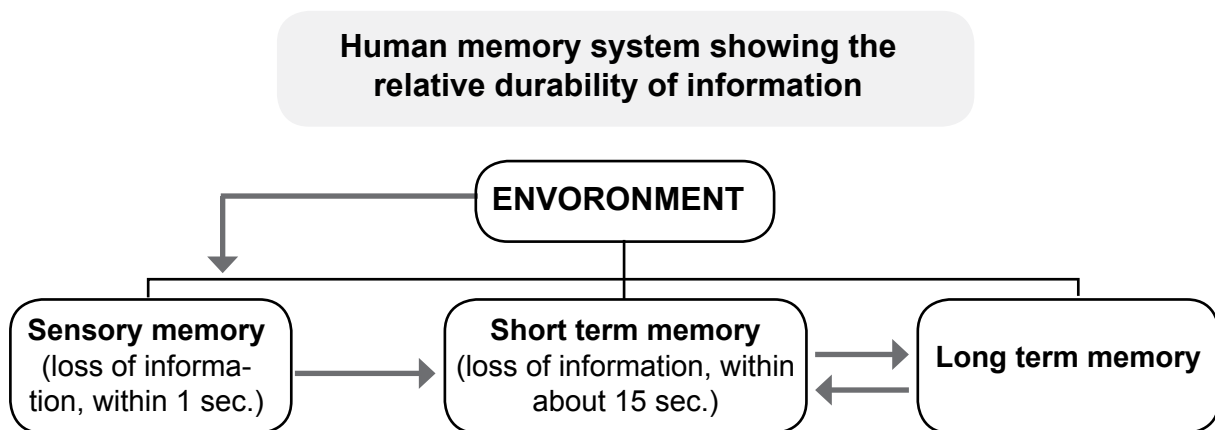 Human memory system showing the
relative durability of information
ENVORONMENT
Sensory memory
(loss of informa-
tion, within 1 sec.)
Short term memory
(loss of information, within
about 15 sec.)
Long term memory